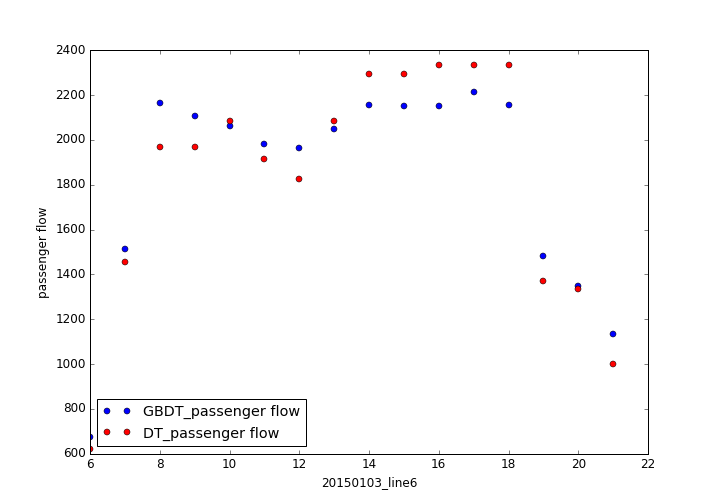 2400
2200
2000
1800
1600
1400
1200
1000
800
600
passenger flow
GBDT_passenger flow
DT_passenger flow
6 8 10 12 14 16 18 20 22
20150103_line6